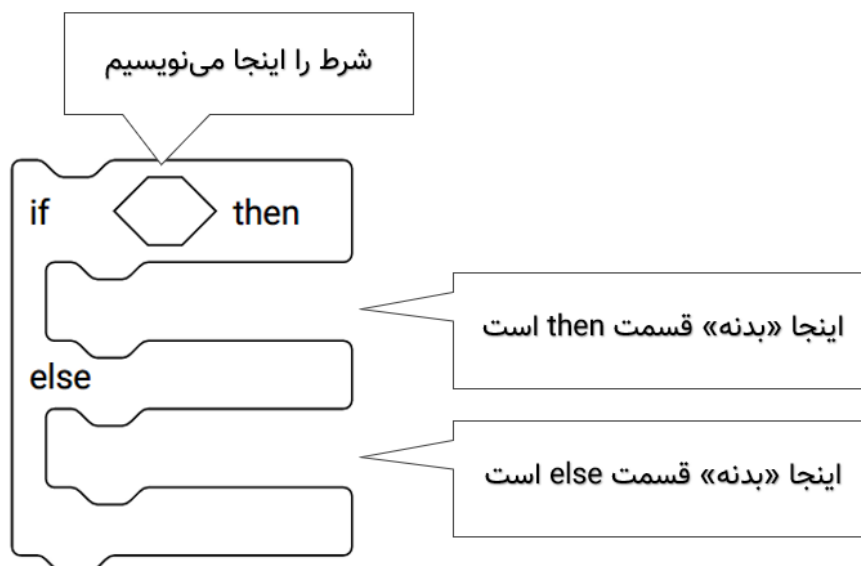 شرط را اینجا می‌نویسیم
if then
اینجا «بدنه» قسمت then است
else
اینجا «بدنه» قسمت else است